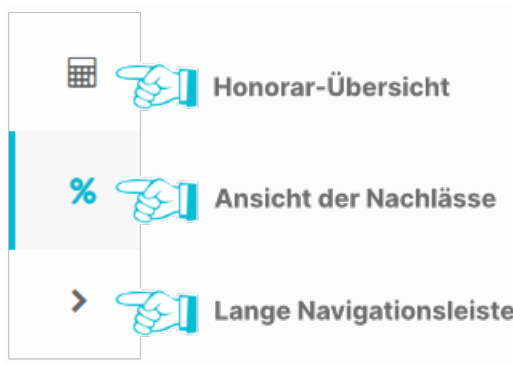 Honorar-Übersicht
% Ansicht der Nachlässe
Lange Navigationsleiste